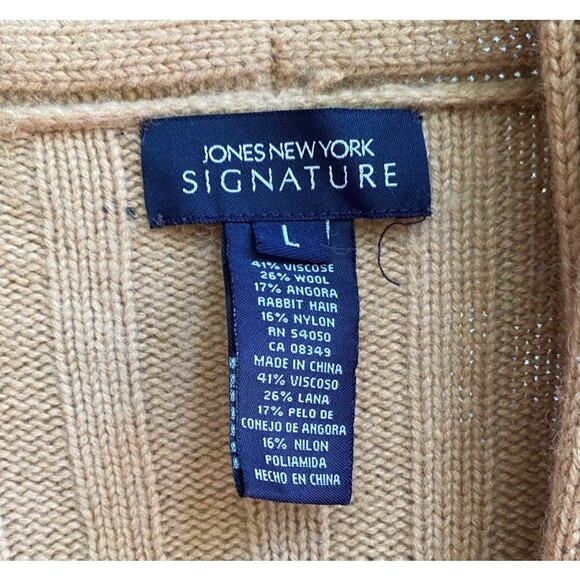 JONES NEW YORK
SIGNATURE
L
41% VISCOSE
26% WOOL
17% ANGORA
RABBIT HAIR
16% NYLON
RN 54050
CA 08349
MADE IN CHINA
41% VISCOSO
26% LANA
17% PELO DE
CONEJO DE ANGORA
16% NILON
POLIAMIDA
HECHO EN CHINA